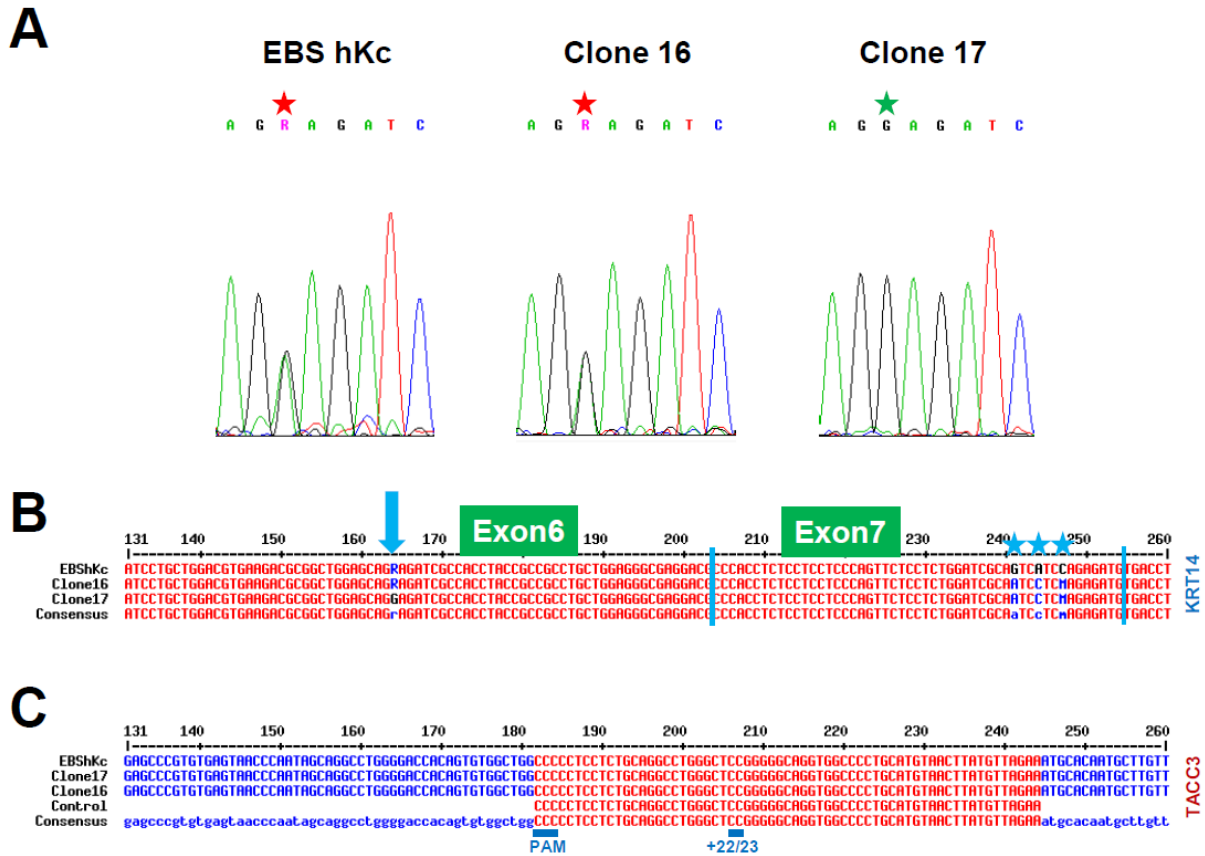 A
EBS hKc Clone 16 Clone 17
A G R A G A T C A G R A G A T C A G G A G A T C
B
Exon6 Exon7
131 140 150 160 170 180 190 200 210 220 230 240 250 260
EBShKc ATCCTGCTGGACGTGAAGACGCGGCTGGAGCAGRAGATCGCCACCTACCGCCGCCTGCTGGAGGGCGAGGACGCCCACCTCTCCTCCTCCCAGTTCTCCTCTGGATCGCAGTCATCCAGAGATGTGACCT
Clone16 ATCCTGCTGGACGTGAAGACGCGGCTGGAGCAGRAGATCGCCACCTACCGCCGCCTGCTGGAGGGCGAGGACGCCCACCTCTCCTCCTCCCAGTTCTCCTCTGGATCGCAATCCTCMAGAGATGTGACCT
Clone17 ATCCTGCTGGACGTGAAGACGCGGCTGGAGCAGGAGATCGCCACCTACCGCCGCCTGCTGGAGGGCGAGGACGCCCACCTCTCCTCCTCCCAGTTCTCCTCTGGATCGCAATCCTCMAGAGATGTGACCT
Consensus ATCCTGCTGGACGTGAAGACGCGGCTGGAGCAGrAGATCGCCACCTACCGCCGCCTGCTGGAGGGCGAGGACGCCCACCTCTCCTCCTCCCAGTTCTCCTCTGGATCGCAaTCcTCmAGAGATGTGACCT
KRT14
C
131 140 150 160 170 180 190 200 210 220 230 240 250 260
EBShKc GAGCCCGTGTGAGTAACCCAATAGCAGGCCTGGGGACCACAGTGTGGCTGGCCCCCTCCTCTGCAGGCCTGGGCTCCGGGGGCAGGTGGCCCCTGCATGTAACTTATGTTAGAAATGCACAATGCTTGTT
Clone17 GAGCCCGTGTGAGTAACCCAATAGCAGGCCTGGGGACCACAGTGTGGCTGGCCCCCTCCTCTGCAGGCCTGGGCTCCGGGGGCAGGTGGCCCCTGCATGTAACTTATGTTAGAAATGCACAATGCTTGTT
Clone16 GAGCCCGTGTGAGTAACCCAATAGCAGGCCTGGGGACCACAGTGTGGCTGGCCCCCTCCTCTGCAGGCCTGGGCTCCGGGGGCAGGTGGCCCCTGCATGTAACTTATGTTAGAAATGCACAATGCTTGTT
Control CCCCCTCCTCTGCAGGCCTGGGCTCCGGGGGCAGGTGGCCCCTGCATGTAACTTATGTTAGAA
Consensus gagcccgtgtgagtaacccaatagcaggcctggggaccacagtgtggctggCCCCCTCCTCTGCAGGCCTGGGCTCCGGGGGCAGGTGGCCCCTGCATGTAACTTATGTTAGAAatgcacaatgcttgtt
PAM +22/23
TACC3